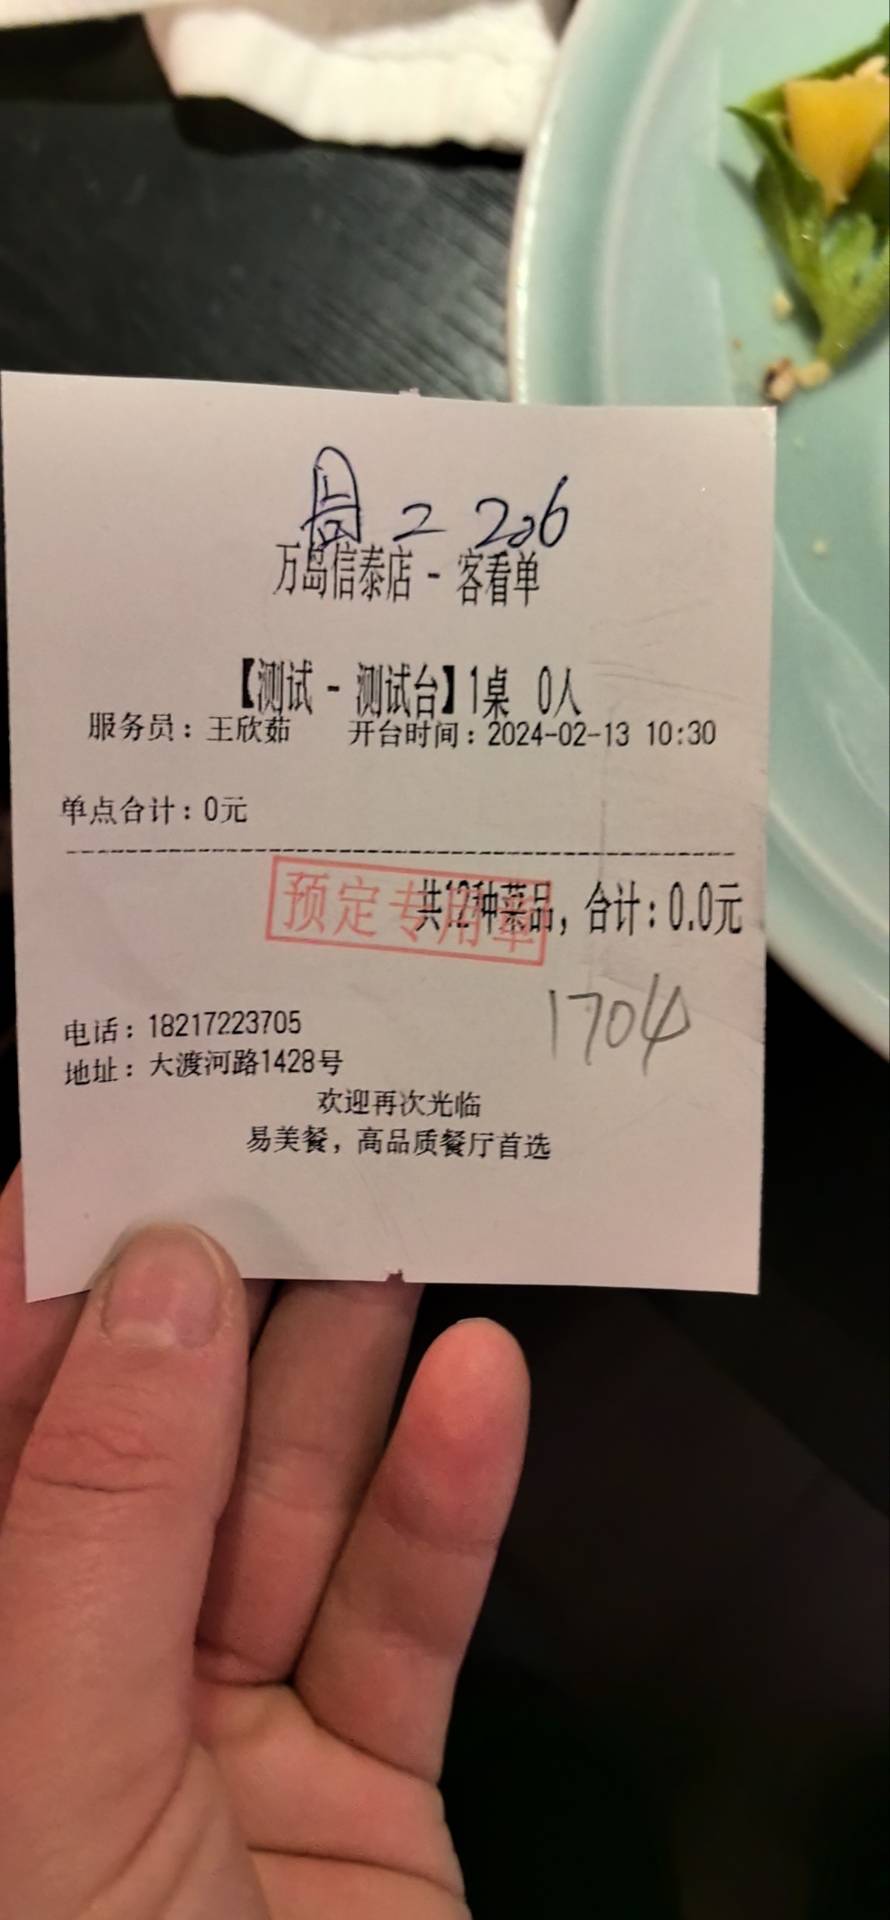 二 206
万岛信泰店 - 客看单
【测试 - 测试台】1桌 0人
服务员：王欣茹 开台时间：2024-02-13 10:30
单点合计：0元
预定专用章
共12种菜品，合计：0.0元
1704
电话：18217223705
地址：大渡河路1428号
欢迎再次光临
易美餐，高品质餐厅首选